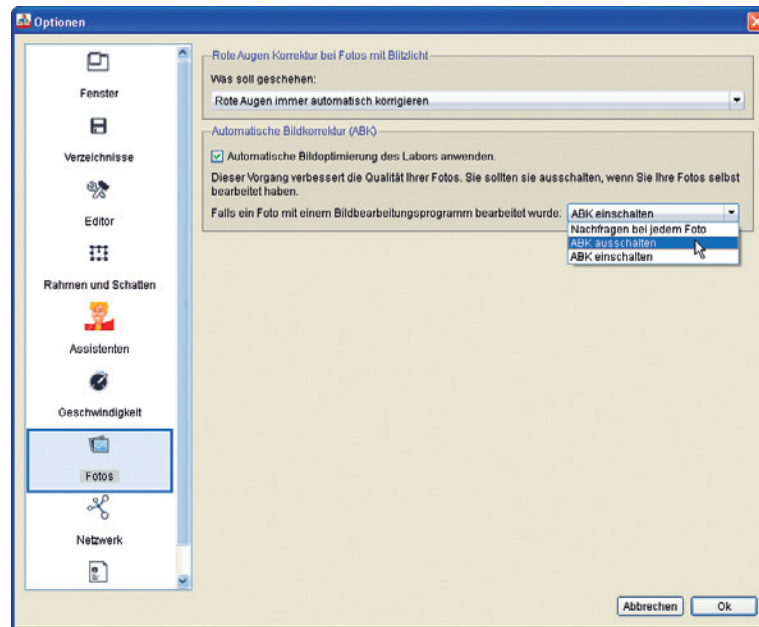 Optionen
Fenster
Verzeichnisse
Editor
Rahmen und Schatten
Assistenten
Geschwindigkeit
Fotos
Netzwerk
Rote Augen Korrektur bei Fotos mit Blitzlicht
Was soll geschehen:
Rote Augen immer automatisch korrigieren
Automatische Bildkorrektur (ABK)
Automatische Bildoptimierung des Labors anwenden.
Dieser Vorgang verbessert die Qualität Ihrer Fotos. Sie sollten sie ausschalten, wenn Sie Ihre Fotos selbst
bearbeitet haben.
Falls ein Foto mit einem Bildbearbeitungsprogramm bearbeitet wurde: ABK einschalten
Nachfragen bei jedem Foto
ABK ausschalten
ABK einschalten
Abbrechen Ok